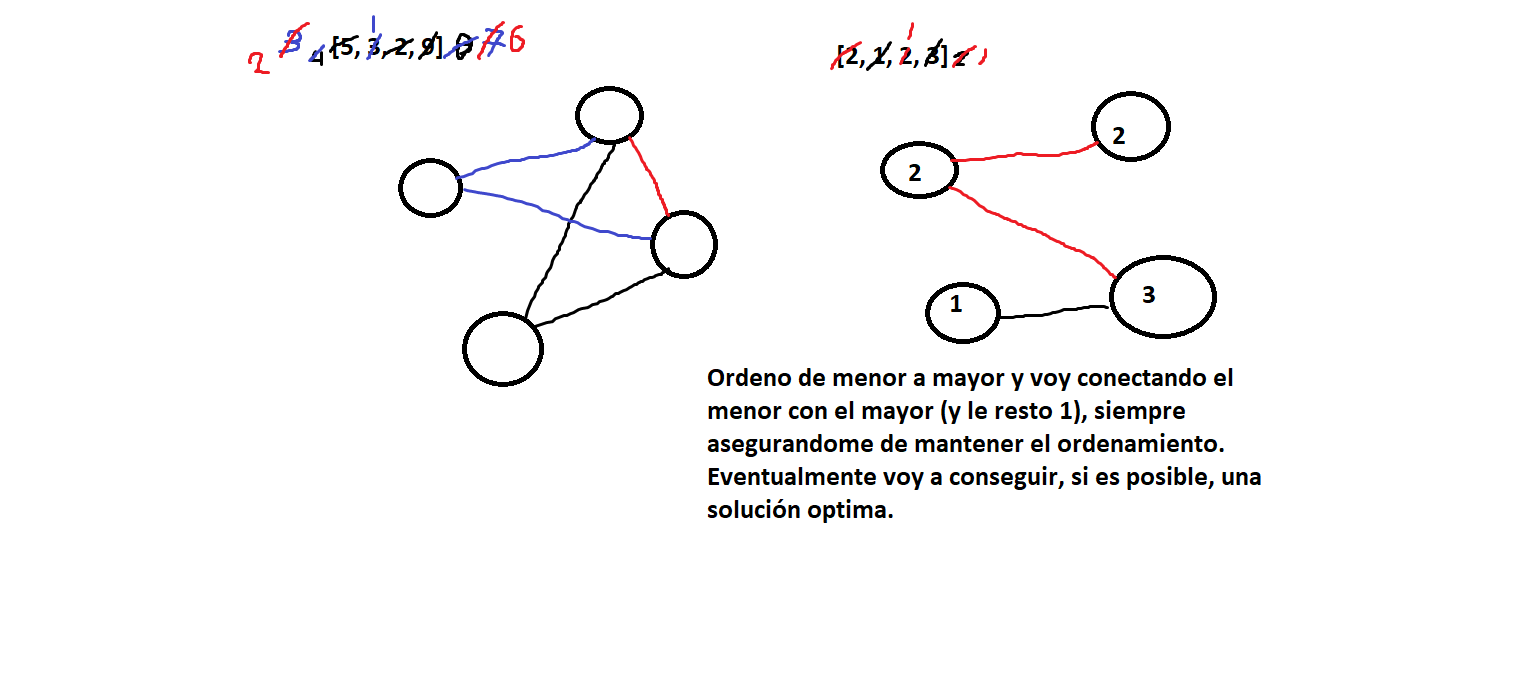 2 3 4 [5, 3, 2, 9] 8 7 6
1
[2, 1, 2, 3] 2 1
1
2
2
3
1
Ordeno de menor a mayor y voy conectando el
menor con el mayor (y le resto 1), siempre
asegurandome de mantener el ordenamiento.
Eventualmente voy a conseguir, si es posible, una
solución optima.